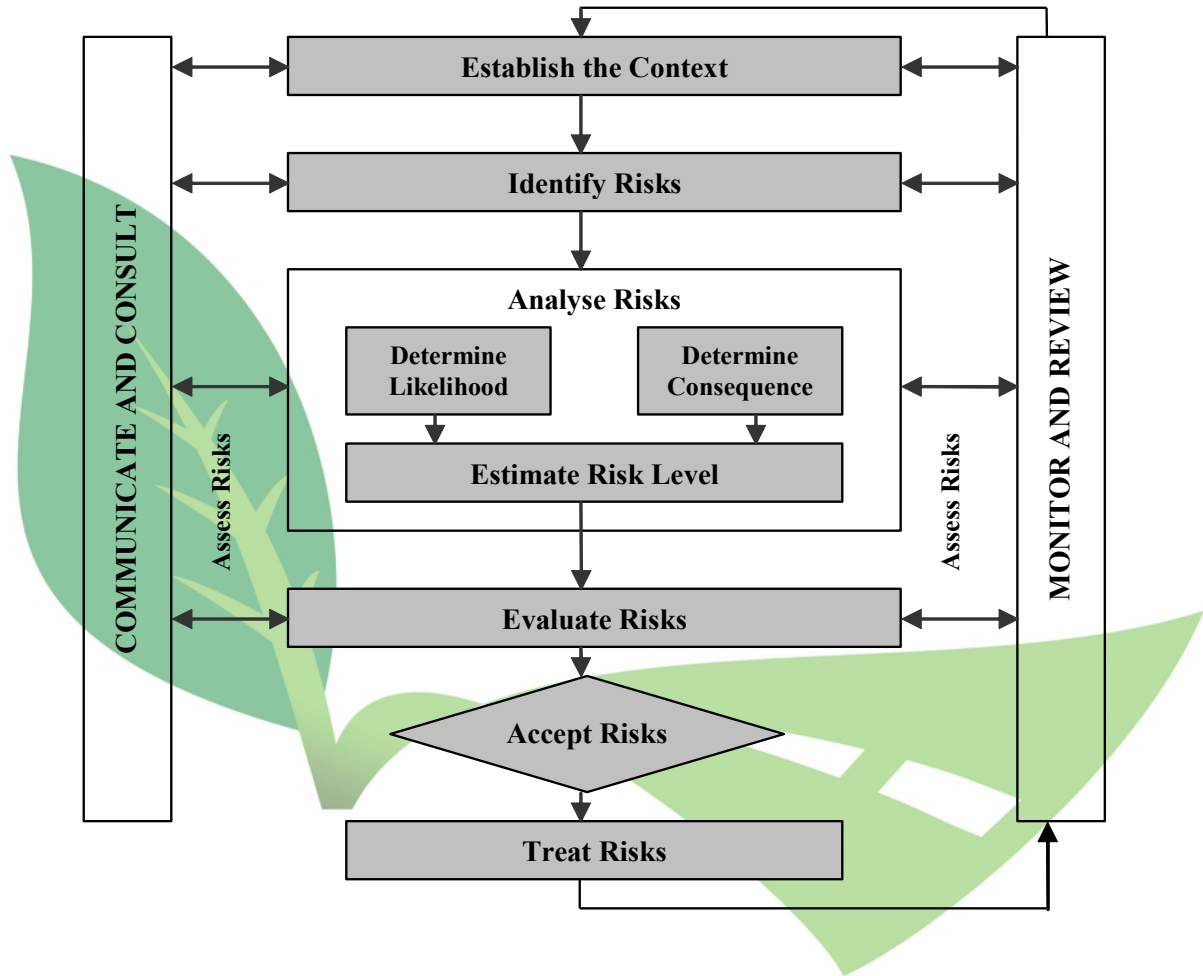 Establish the Context
Identify Risks
COMMUNICATE AND CONSULT
MONITOR AND REVIEW
Analyse Risks
Determine
Likelihood
Determine
Consequence
Estimate Risk Level
Assess Risks
Assess Risks
Evaluate Risks
Accept Risks
Treat Risks